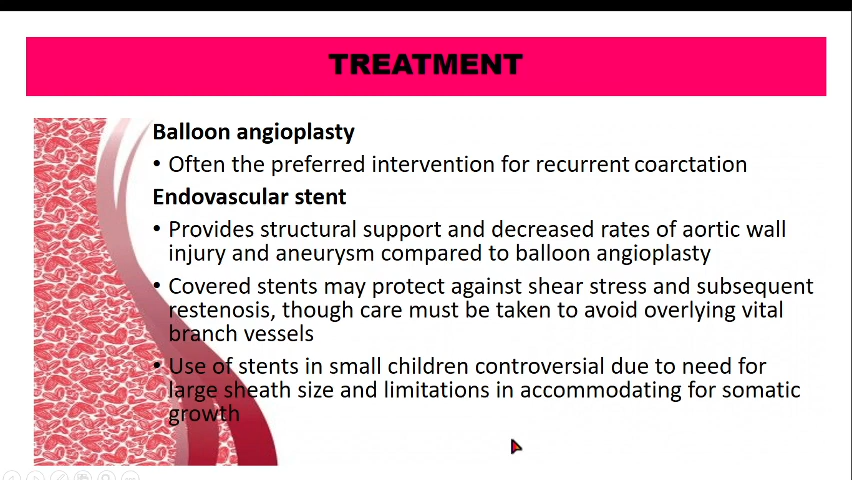 TREATMENT
Balloon angioplasty
• Often the preferred intervention for recurrent coarctation
Endovascular stent
• Provides structural support and decreased rates of aortic wall
injury and aneurysm compared to balloon angioplasty
• Covered stents may protect against shear stress and subsequent
restenosis, though care must be taken to avoid overlying vital
branch vessels
• Use of stents in small children controversial due to need for
large sheath size and limitations in accommodating for somatic
growth